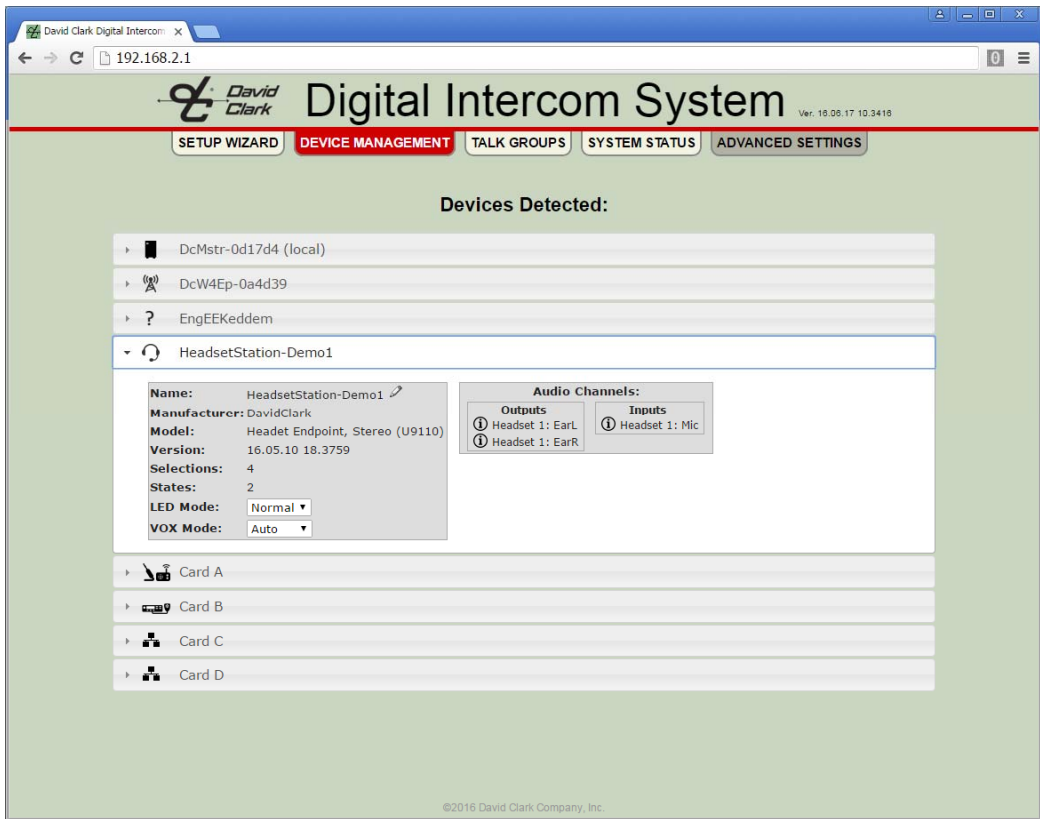 David Clark Digital Intercom
192.168.2.1
0
David Clark
Digital Intercom System
Ver. 16.06.17 10.3416
SETUP WIZARD DEVICE MANAGEMENT TALK GROUPS SYSTEM STATUS ADVANCED SETTINGS
Devices Detected:
DcMstr-0d17d4 (local)
DcW4Ep-0a4d39
? EngEEKeddem
HeadsetStation-Demo1
Name: HeadsetStation-Demo1
Manufacturer: DavidClark
Model: Headet Endpoint, Stereo (U9110)
Version: 16.05.10 18.3759
Selections: 4
States: 2
LED Mode: Normal
VOX Mode: Auto
Audio Channels:
Outputs
Headset 1: EarL
Headset 1: EarR
Inputs
Headset 1: Mic
Card A
Card B
Card C
Card D
©2016 David Clark Company, Inc.